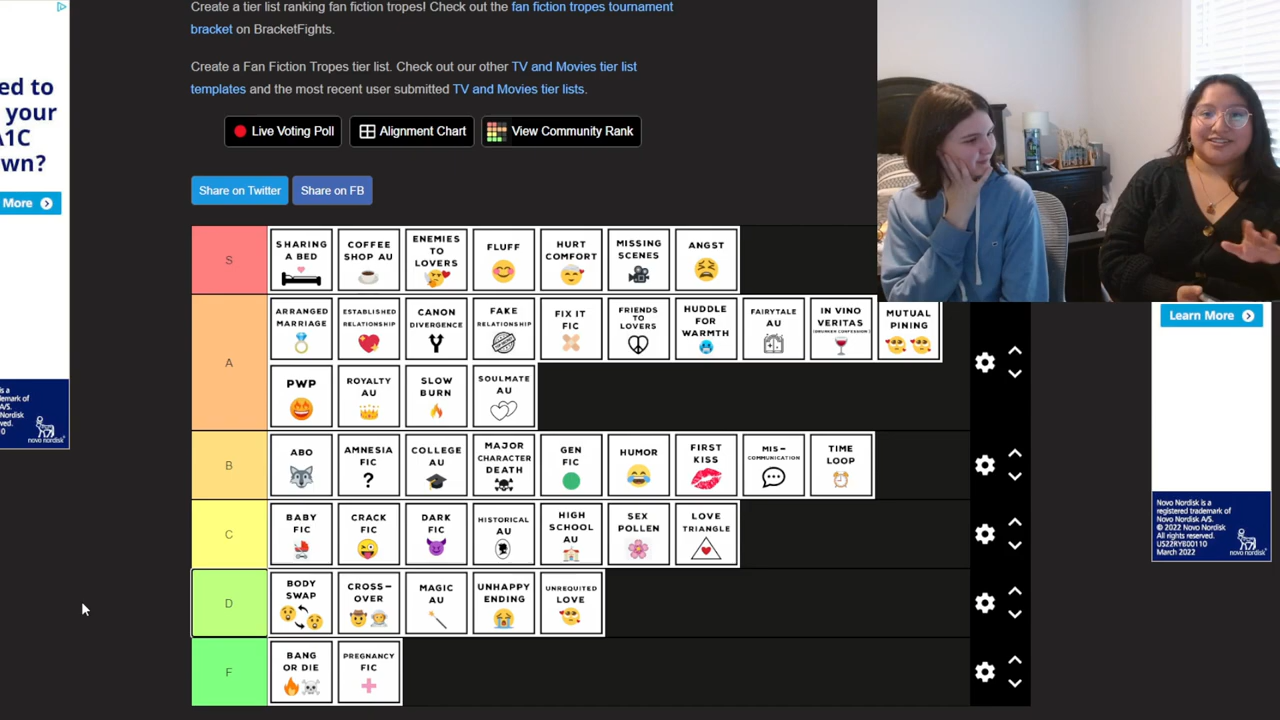 Create a tier list ranking fan fiction tropes! Check out the fan fiction tropes tournament
bracket on BracketFights.
Create a Fan Fiction Tropes tier list. Check out our other TV and Movies tier list
templates and the most recent user submitted TV and Movies tier lists.
Live Voting Poll
Alignment Chart
View Community Rank
Share on Twitter
Share on FB
ed to
your
A1C
wn?
More
novo nordisk
S
SHARING
A BED
COFFEE
SHOP AU
ENEMIES
TO
LOVERS
FLUFF
HURT
COMFORT
MISSING
SCENES
ANGST
A
ARRANGED
MARRIAGE
ESTABLISHED
RELATIONSHIP
CANON
DIVERGENCE
FAKE
RELATIONSHIP
FIX IT
FIC
FRIENDS
TO
LOVERS
HUDDLE
FOR
WARMTH
FAIRYTALE
AU
IN VINO
VERITAS
(DRUNKEN CONFESSION)
MUTUAL
PINING
PWP
ROYALTY
AU
SLOW
BURN
SOULMATE
AU
B
ABO
AMNESIA
FIC
?
COLLEGE
AU
MAJOR
CHARACTER
DEATH
GEN
FIC
HUMOR
FIRST
KISS
MIS-
COMMUNICATION
TIME
LOOP
C
BABY
FIC
CRACK
FIC
DARK
FIC
HISTORICAL
AU
HIGH
SCHOOL
AU
SEX
POLLEN
LOVE
TRIANGLE
D
BODY
SWAP
CROSS-
OVER
MAGIC
AU
UNHAPPY
ENDING
UNREQUITED
LOVE
F
BANG
OR DIE
PREGNANCY
FIC
Learn More
Novo Nordisk is a
registered trademark of
Novo Nordisk A/S.
© 2022 Novo Nordisk
All rights reserved.
US22RYB00110
March 2022
novo nordisk